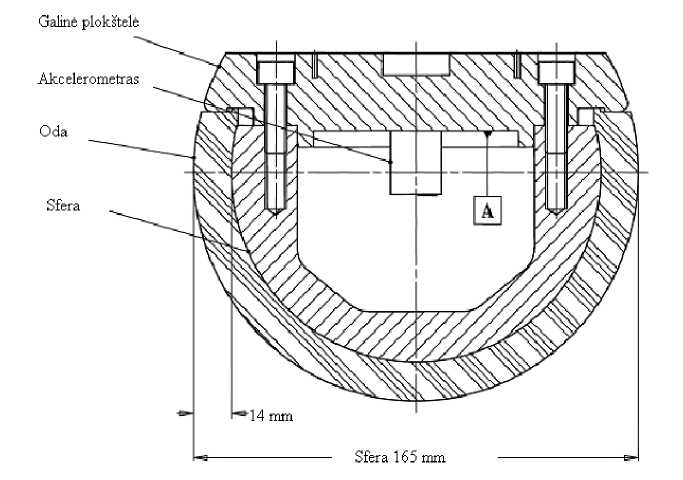 Galinė plokštelė
Akcelerometras
Oda
Sfera
A
14 mm
Sfera 165 mm